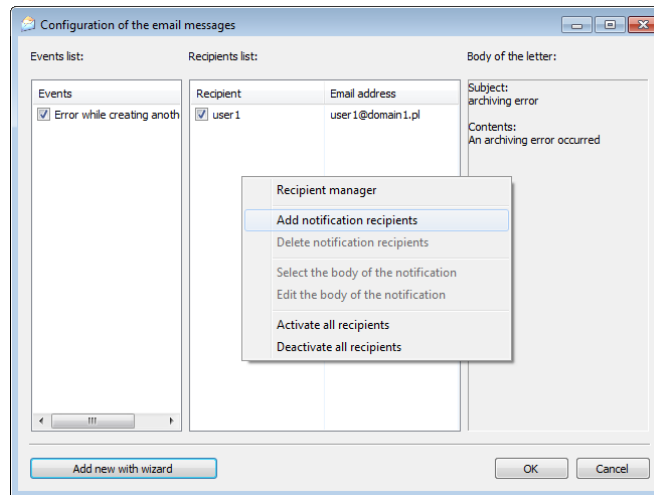 Configuration of the email messages
Events list:
Recipients list:
Body of the letter:
Events
Recipient
Email address
Error while creating anoth
user1
user1@domain1.pl
Subject:
archiving error
Contents:
An archiving error occurred
Recipient manager
Add notification recipients
Delete notification recipients
Select the body of the notification
Edit the body of the notification
Activate all recipients
Deactivate all recipients
Add new with wizard
OK
Cancel